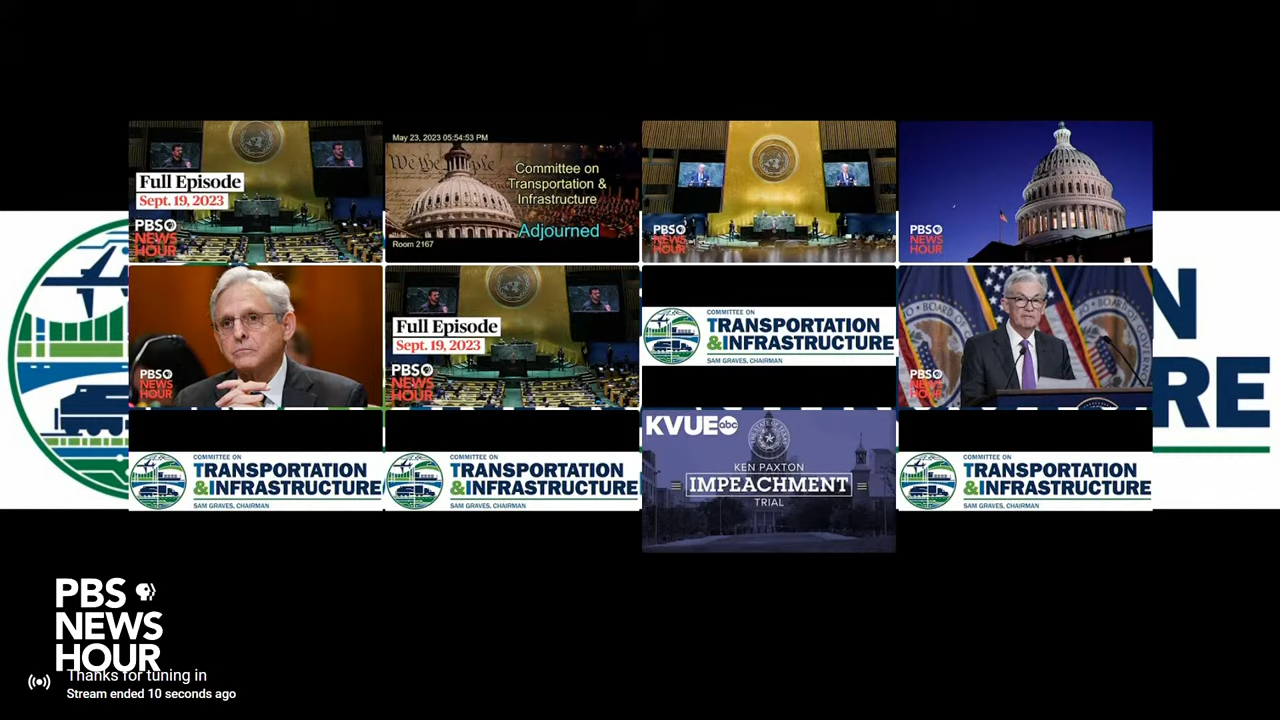 Full Episode
Sept. 19, 2023
PBS
NEWS
HOUR
May 23, 2023 05:54:53 PM
We the People
Committee on
Transportation &
Infrastructure
Adjourned
Room 2167
PBS
NEWS
HOUR
PBS
NEWS
HOUR
PBS
NEWS
HOUR
Full Episode
Sept. 19, 2023
PBS
NEWS
HOUR
COMMITTEE ON
TRANSPORTATION
&INFRASTRUCTURE
SAM GRAVES, CHAIRMAN
PBS
NEWS
HOUR
N
RE
COMMITTEE ON
TRANSPORTATION
&INFRASTRUCTURE
SAM GRAVES, CHAIRMAN
COMMITTEE ON
TRANSPORTATION
&INFRASTRUCTURE
SAM GRAVES, CHAIRMAN
KVUE abc
KEN PAXTON
IMPEACHMENT
TRIAL
COMMITTEE ON
TRANSPORTATION
&INFRASTRUCTURE
SAM GRAVES, CHAIRMAN
PBS
NEWS
HOUR
Thanks for tuning in
Stream ended 10 seconds ago